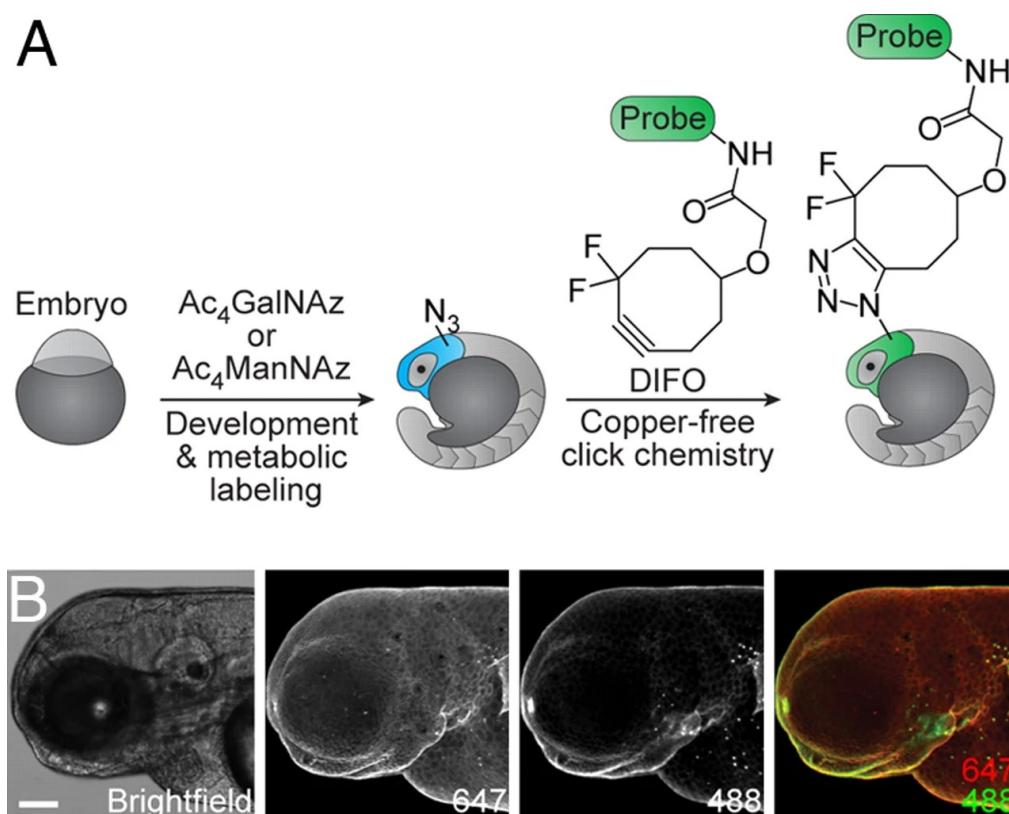 A
Embryo
Ac4GalNAz
or
Ac4ManNAz
Development
& metabolic
labeling
N3
Probe
NH
O
O
F
F
DIFO
Copper-free
click chemistry
Probe
NH
O
O
F
F
N
N
N
B
Brightfield
647
488
647
488